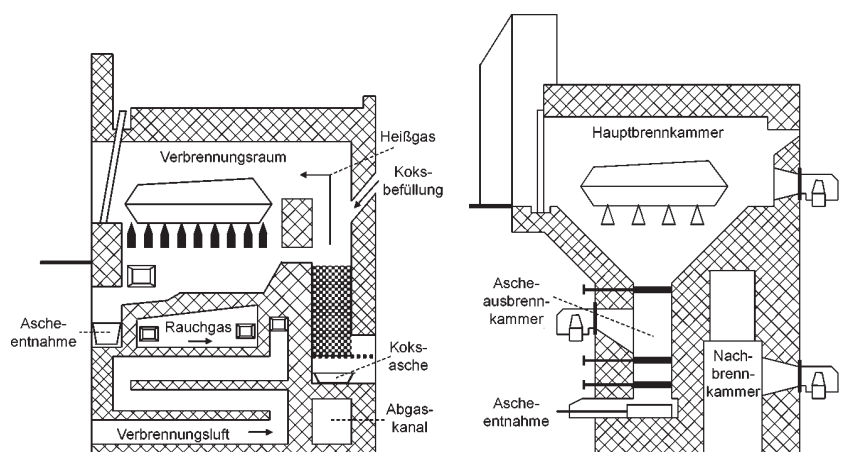 Heißgas
Verbrennungsraum
Koks-
befüllung
Asche-
entnahme
Rauchgas
Koks-
asche
Abgas-
kanal
Verbrennungsluft
Hauptbrennkammer
Asche-
ausbrenn-
kammer
Nach-
brenn-
kammer
Asche-
entnahme